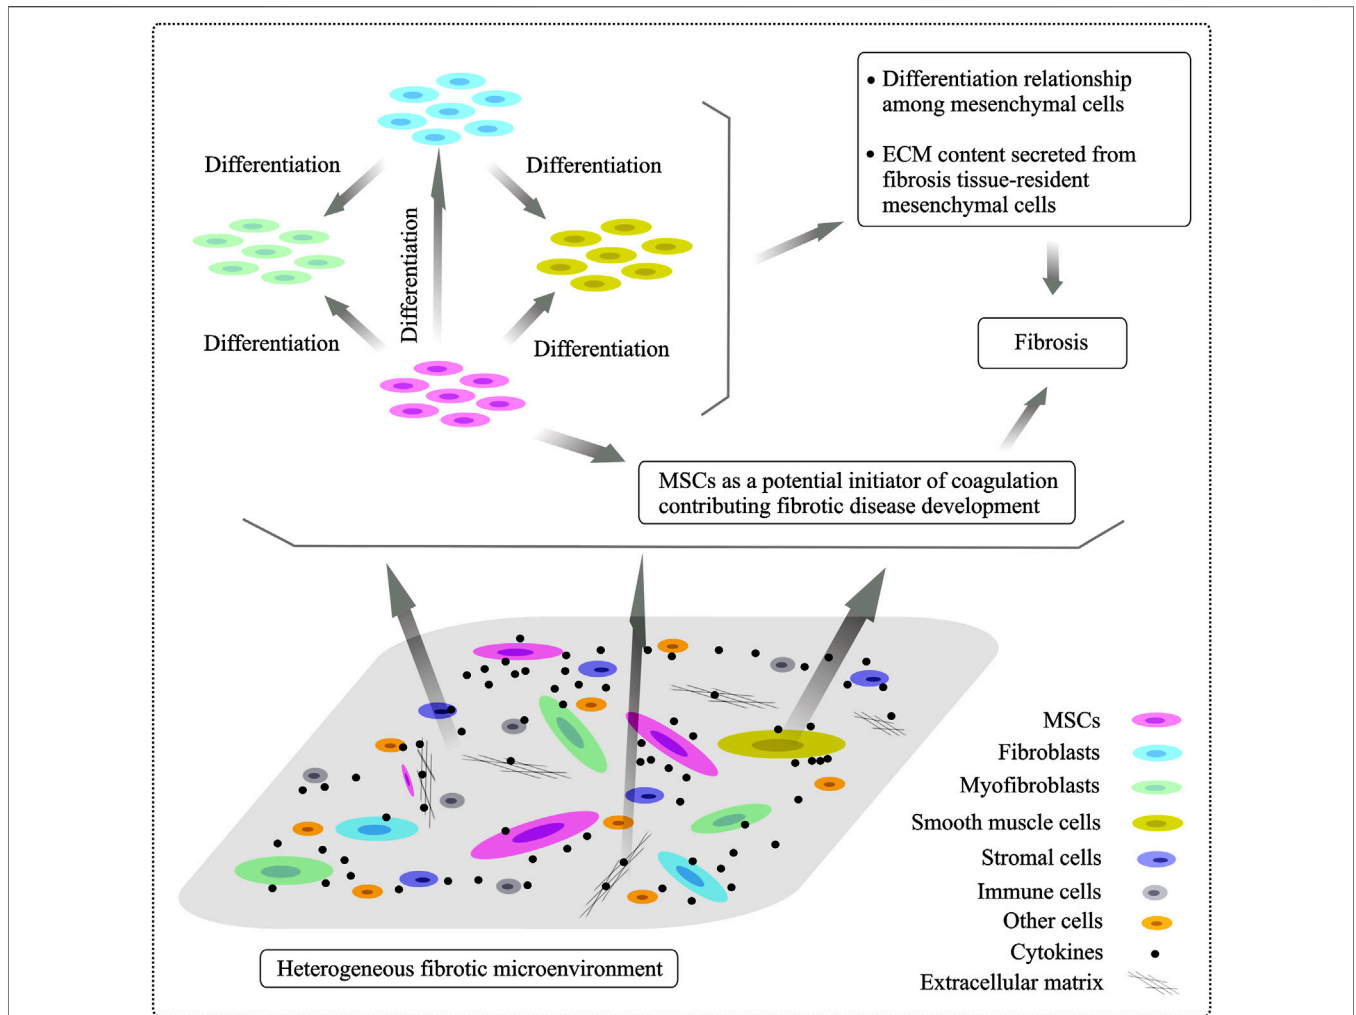 Differentiation relationship
among mesenchymal cells
ECM content secreted from
fibrosis tissue-resident
mesenchymal cells
Differentiation
Differentiation
Differentiation
Differentiation
Differentiation
Fibrosis
MSCs as a potential initiator of coagulation
contributing fibrotic disease development
MSCs
Fibroblasts
Myofibroblasts
Smooth muscle cells
Stromal cells
Immune cells
Other cells
Cytokines
Extracellular matrix
Heterogeneous fibrotic microenvironment